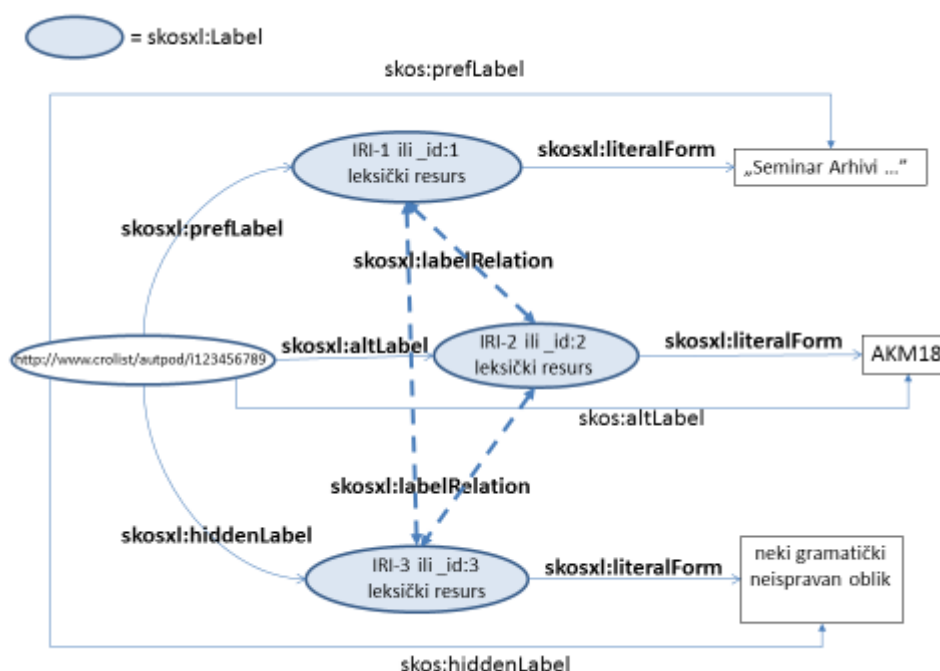 = skosxl:Label
skos:prefLabel
IRI-1 ili _id:1
leksički resurs
skosxl:literalForm
„Seminar Arhivi ..."
skosxl:prefLabel
skosxl:labelRelation
http://www.crolist/autpod/i123456789
skosxl:altLabel
IRI-2 ili _id:2
leksički resurs
skosxl:literalForm
AKM18
skos:altLabel
skosxl:labelRelation
skosxl:hiddenLabel
IRI-3 ili _id:3
leksički resurs
skosxl:literalForm
neki gramatički
neispravan oblik
skos:hiddenLabel